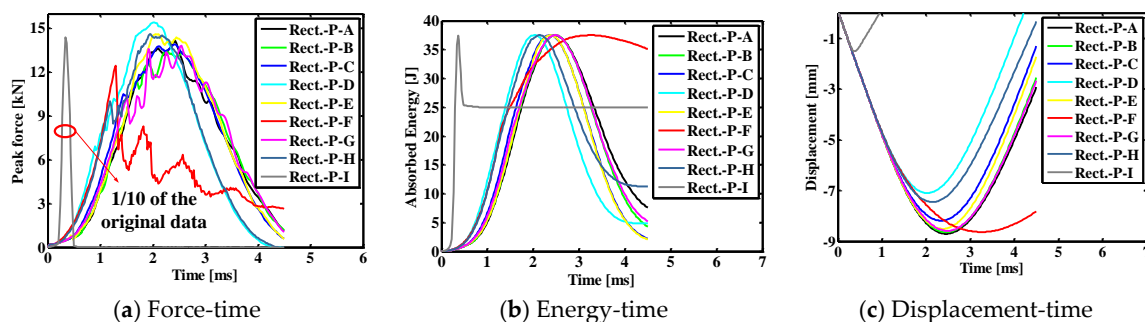 18
15
12
9
6
3
0
Peak force [kN]
0 1 2 3 4 5 6 7
Time [ms]
1/10 of the
original data
Rect.-P-A
Rect.-P-B
Rect.-P-C
Rect.-P-D
Rect.-P-E
Rect.-P-F
Rect.-P-G
Rect.-P-H
Rect.-P-I
(a) Force-time
40
35
30
25
20
15
10
5
0
Absorbed Energy [J]
0 1 2 3 4 5 6 7
Time [ms]
Rect.-P-A
Rect.-P-B
Rect.-P-C
Rect.-P-D
Rect.-P-E
Rect.-P-F
Rect.-P-G
Rect.-P-H
Rect.-P-I
(b) Energy-time
-1
-3
-5
-7
-9
Displacement [mm]
0 1 2 3 4 5 6 7
Time [ms]
Rect.-P-A
Rect.-P-B
Rect.-P-C
Rect.-P-D
Rect.-P-E
Rect.-P-F
Rect.-P-G
Rect.-P-H
Rect.-P-I
(c) Displacement-time